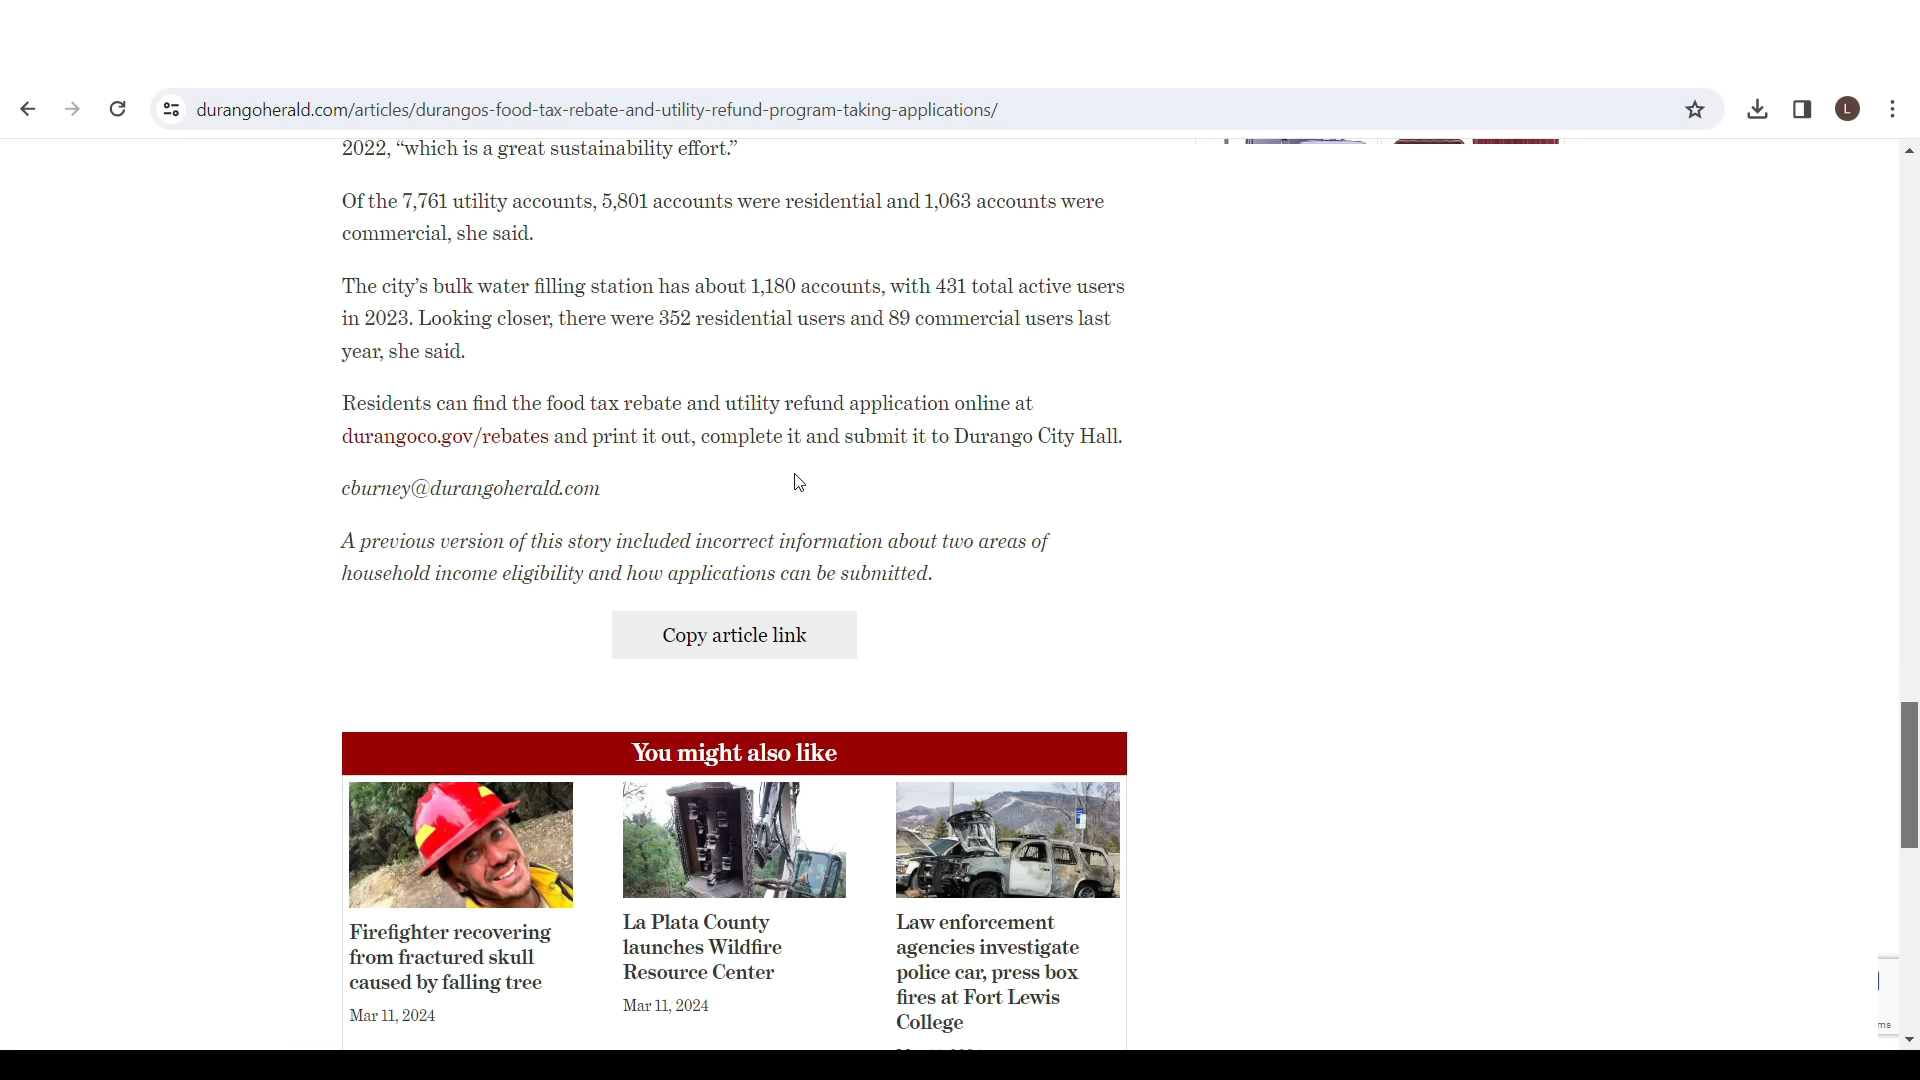 durangoherald.com/articles/durangos-food-tax-rebate-and-utility-refund-program-taking-applications/
L
2022, “which is a great sustainability effort.”
Of the 7,761 utility accounts, 5,801 accounts were residential and 1,063 accounts were
commercial, she said.
The city’s bulk water filling station has about 1,180 accounts, with 431 total active users
in 2023. Looking closer, there were 352 residential users and 89 commercial users last
year, she said.
Residents can find the food tax rebate and utility refund application online at
durangoco.gov/rebates and print it out, complete it and submit it to Durango City Hall.
cburney@durangoherald.com
A previous version of this story included incorrect information about two areas of
household income eligibility and how applications can be submitted.
Copy article link
You might also like
Firefighter recovering
from fractured skull
caused by falling tree
Mar 11, 2024
La Plata County
launches Wildfire
Resource Center
Mar 11, 2024
Law enforcement
agencies investigate
police car, press box
fires at Fort Lewis
College
ms